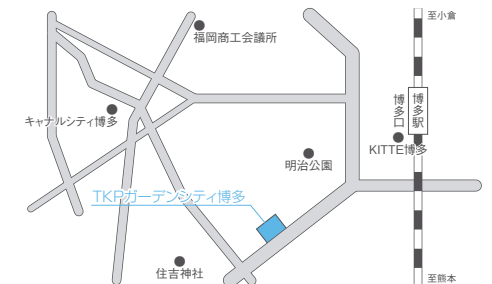 至小倉
福岡商工会議所
博多駅
博多口
キャナルシティ博多
KITTE博多
明治公園
TKPガーデンシティ博多
住吉神社
至熊本